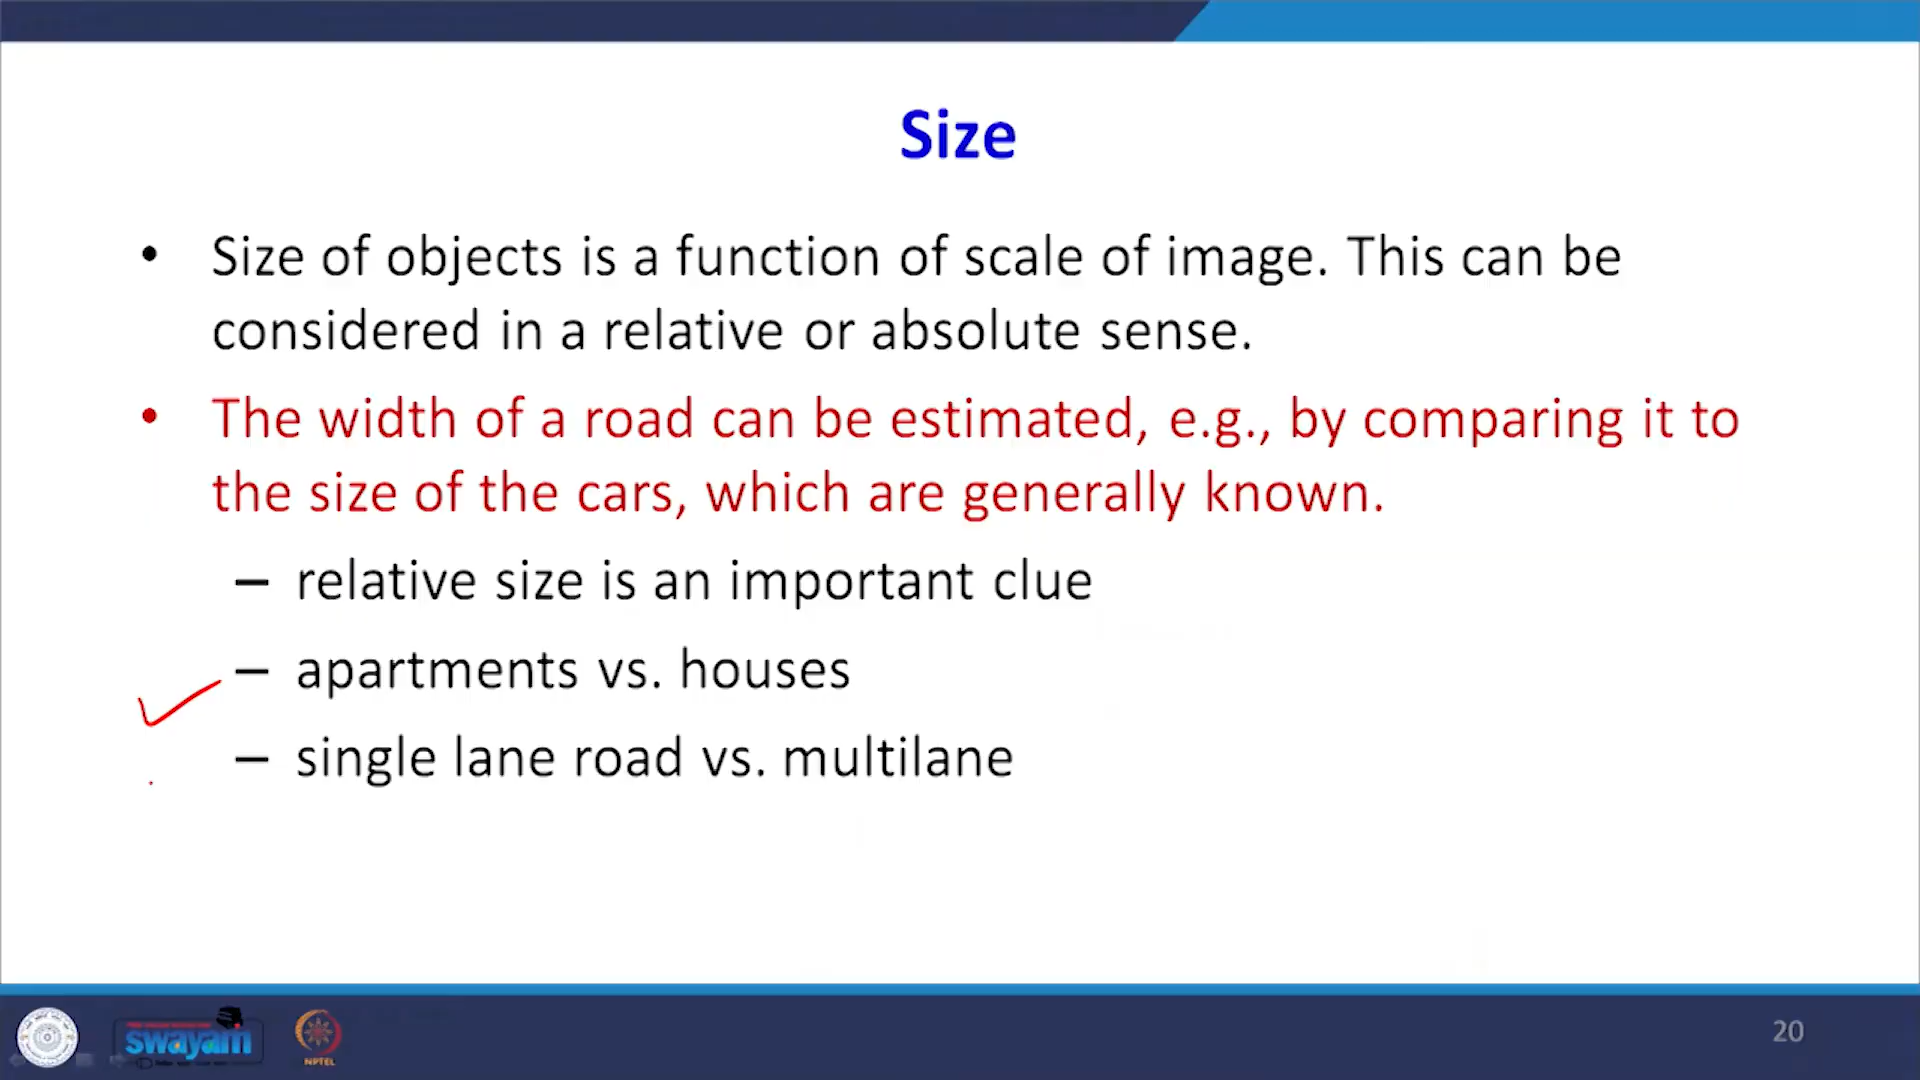 Size
• Size of objects is a function of scale of image. This can be
considered in a relative or absolute sense.
• The width of a road can be estimated, e.g., by comparing it to
the size of the cars, which are generally known.
– relative size is an important clue
– apartments vs. houses
– single lane road vs. multilane
swayam
NPTEL
20